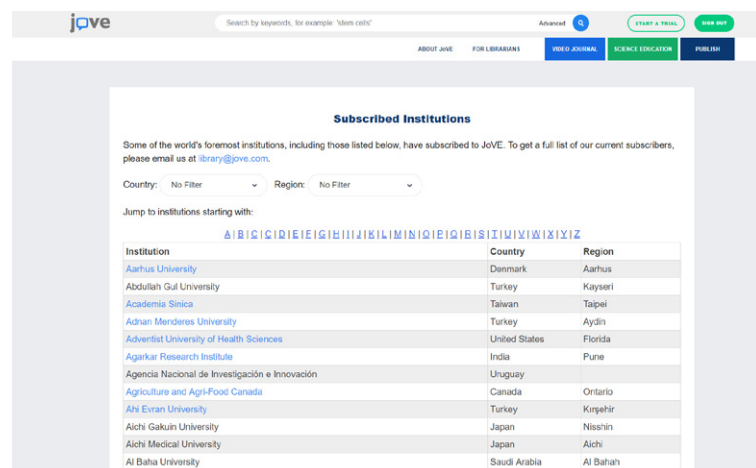 jove
Search by keywords, for example: 'stem cells'
Advanced
START A TRIAL
SIGN OUT
ABOUT JoVE
FOR LIBRARIANS
VIDEO JOURNAL
SCIENCE EDUCATION
PUBLISH
Subscribed Institutions
Some of the world's foremost institutions, including those listed below, have subscribed to JoVE. To get a full list of our current subscribers,
please email us at library@jove.com.
Country: No Filter Region: No Filter
Jump to institutions starting with:
A | B | C | Ç | D | E | F | G | H | I | J | K | L | M | N | O | P | Q | R | S | T | U | V | W | X | Y | Z
Institution Country Region
Aarhus University Denmark Aarhus
Abdullah Gul University Turkey Kayseri
Academia Sinica Taiwan Taipei
Adnan Menderes University Turkey Aydin
Adventist University of Health Sciences United States Florida
Agarkar Research Institute India Pune
Agencia Nacional de Investigación e Innovación Uruguay
Agriculture and Agri-Food Canada Canada Ontario
Ahi Evran University Turkey Kırşehir
Aichi Gakuin University Japan Nisshin
Aichi Medical University Japan Aichi
Al Baha University Saudi Arabia Al Bahah